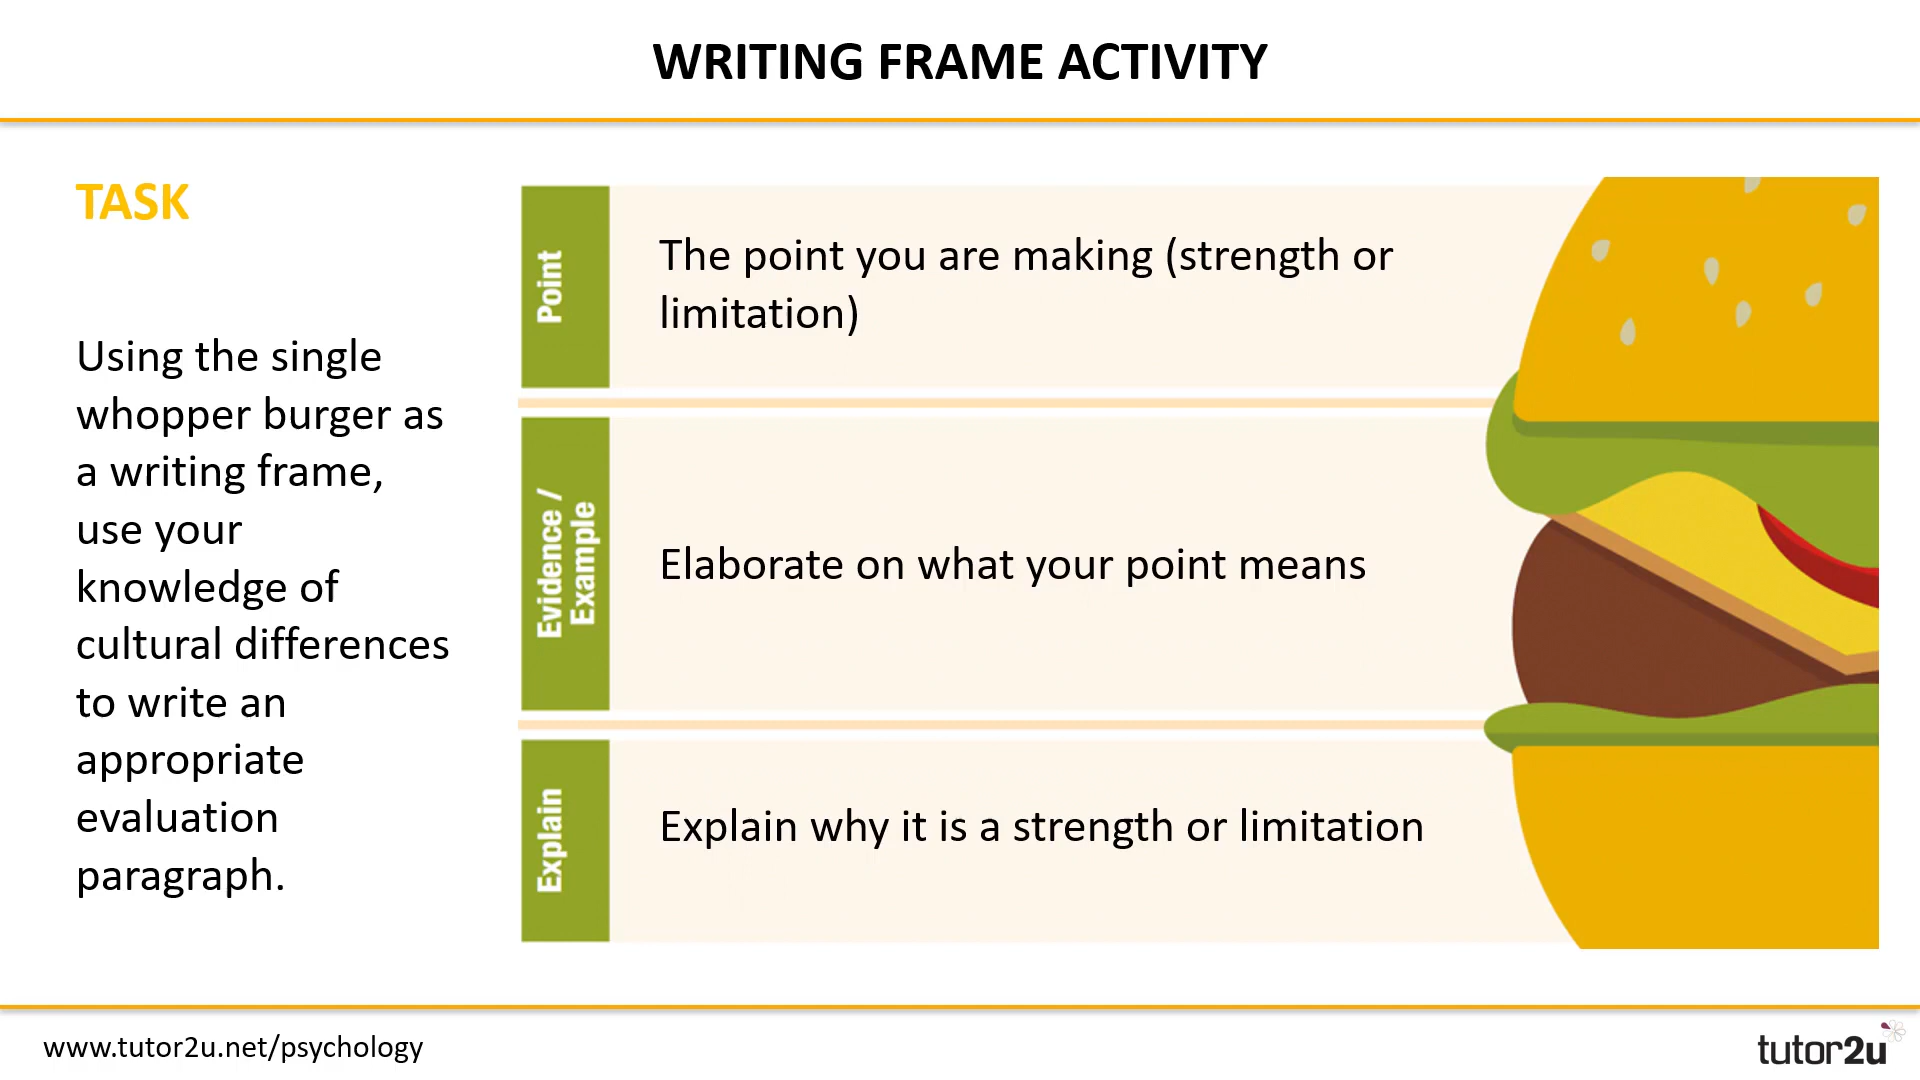 WRITING FRAME ACTIVITY
TASK
Using the single
whopper burger as
a writing frame,
use your
knowledge of
cultural differences
to write an
appropriate
evaluation
paragraph.
Point
The point you are making (strength or
limitation)
Evidence /
Example
Elaborate on what your point means
Explain
Explain why it is a strength or limitation
www.tutor2u.net/psychology
tutor2u